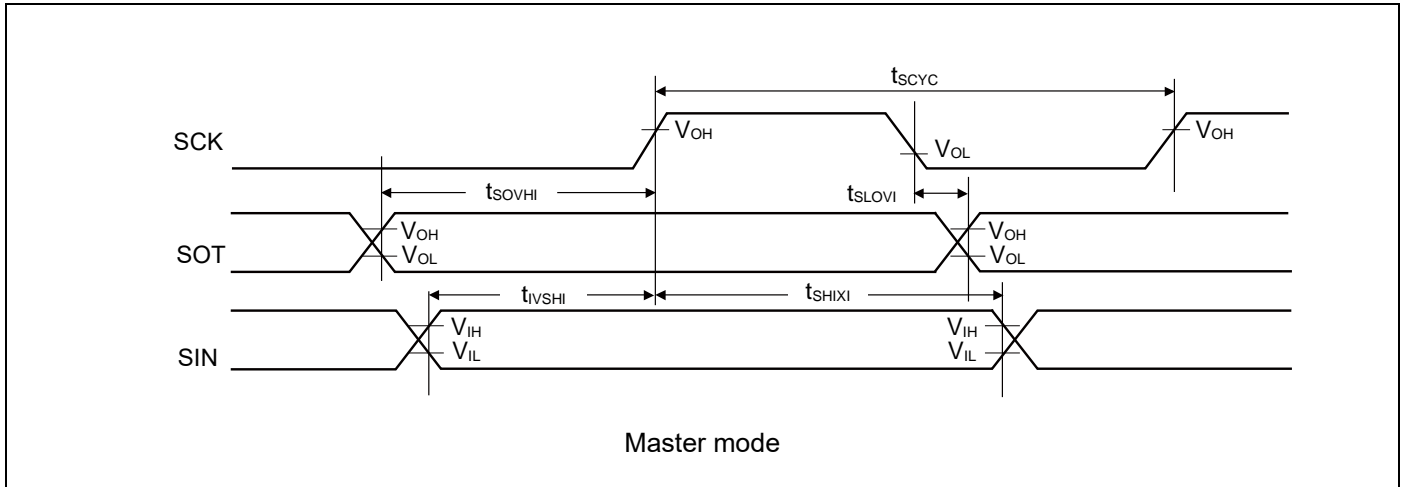 tSCYC
SCK VOH VOL VOH
tSOVHI tSLOVI
SOT VOH VOH
VOL VOL
tIVSHI tSHIXI
SIN VIH VIH
VIL VIL
Master mode